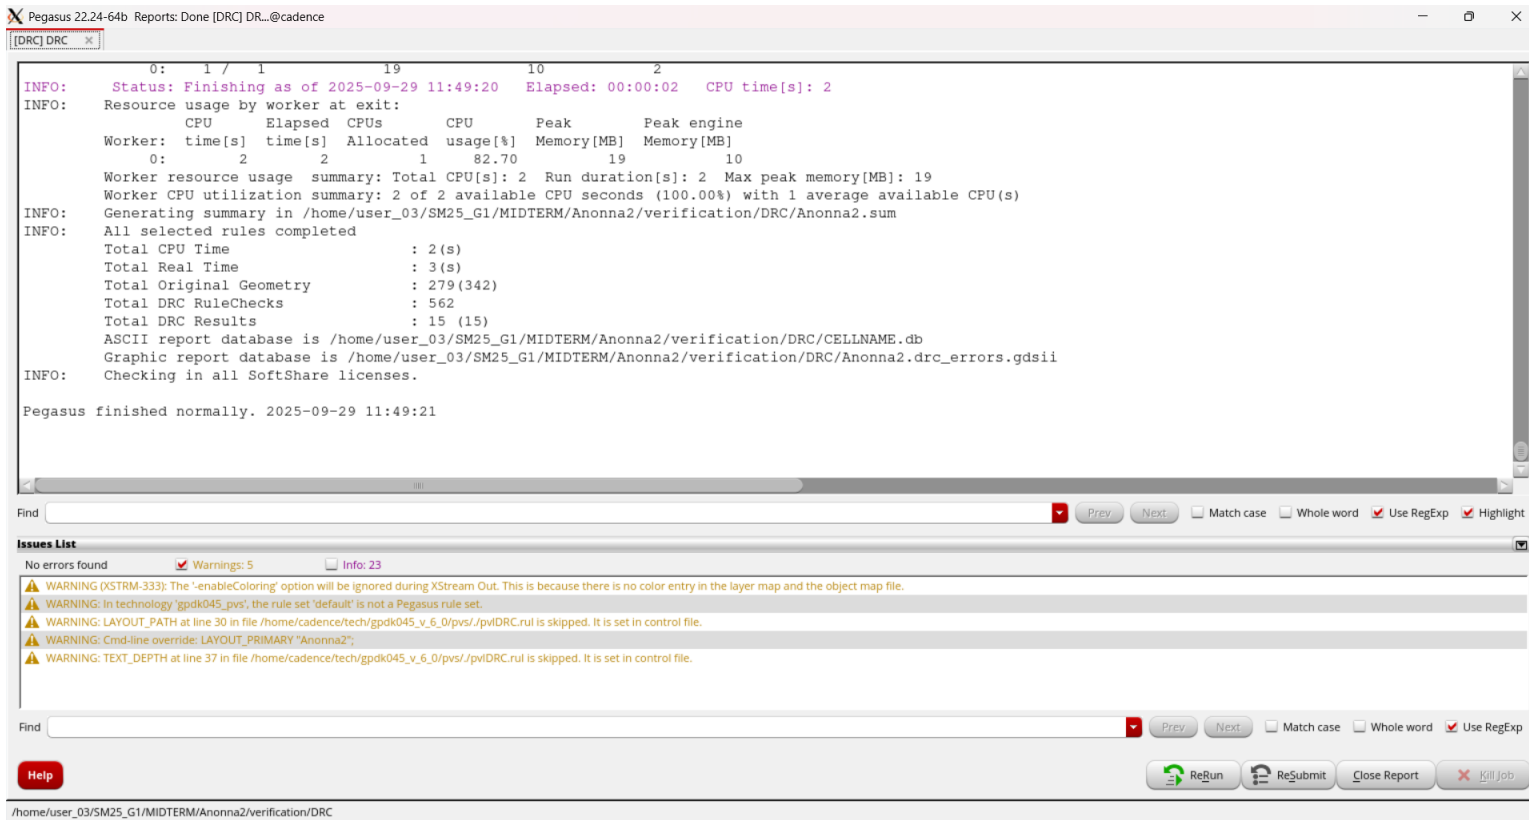 Pegasus 22.24-64b Reports: Done [DRC] DR...@cadence
[DRC] DRC
0: 1 / 1 19 10 2
INFO: Status: Finishing as of 2025-09-29 11:49:20 Elapsed: 00:00:02 CPU time[s]: 2
INFO: Resource usage by worker at exit:
CPU Elapsed CPUs CPU Peak Peak engine
Worker: time[s] time[s] Allocated usage[%] Memory[MB] Memory[MB]
0: 2 2 1 82.70 19 10
Worker resource usage summary: Total CPU[s]: 2 Run duration[s]: 2 Max peak memory[MB]: 19
Worker CPU utilization summary: 2 of 2 available CPU seconds (100.00%) with 1 average available CPU(s)
INFO: Generating summary in /home/user_03/SM25_G1/MIDTERM/Anonna2/verification/DRC/Anonna2.sum
INFO: All selected rules completed
Total CPU Time : 2(s)
Total Real Time : 3(s)
Total Original Geometry : 279(342)
Total DRC RuleChecks : 562
Total DRC Results : 15 (15)
ASCII report database is /home/user_03/SM25_G1/MIDTERM/Anonna2/verification/DRC/CELLNAME.db
Graphic report database is /home/user_03/SM25_G1/MIDTERM/Anonna2/verification/DRC/Anonna2.drc_errors.gdsii
INFO: Checking in all SoftShare licenses.
Pegasus finished normally. 2025-09-29 11:49:21
Find Prev Next Match case Whole word Use RegExp Highlight
Issues List
No errors found Warnings: 5 Info: 23
WARNING (XSTRM-333): The '-enableColoring' option will be ignored during XStream Out. This is because there is no color entry in the layer map and the object map file.
WARNING: In technology 'gpdk045_pvs', the rule set 'default' is not a Pegasus rule set.
WARNING: LAYOUT_PATH at line 30 in file /home/cadence/tech/gpdk045_v_6_0/pvs/./pvlDRC.rul is skipped. It is set in control file.
WARNING: Cmd-line override: LAYOUT_PRIMARY "Anonna2";
WARNING: TEXT_DEPTH at line 37 in file /home/cadence/tech/gpdk045_v_6_0/pvs/./pvlDRC.rul is skipped. It is set in control file.
Find Prev Next Match case Whole word Use RegExp
Help ReRun ReSubmit Close Report Kill Job
/home/user_03/SM25_G1/MIDTERM/Anonna2/verification/DRC